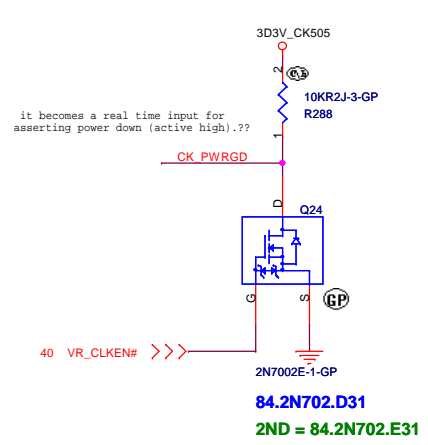 3D3V_CK505
2
10KR2J-3-GP
R288
it becomes a real time input for
asserting power down (active high).??
1
CK_PWRGD
D
Q24
G
S
GP
40 VR_CLKEN#
2N7002E-1-GP
84.2N702.D31
2ND = 84.2N702.E31